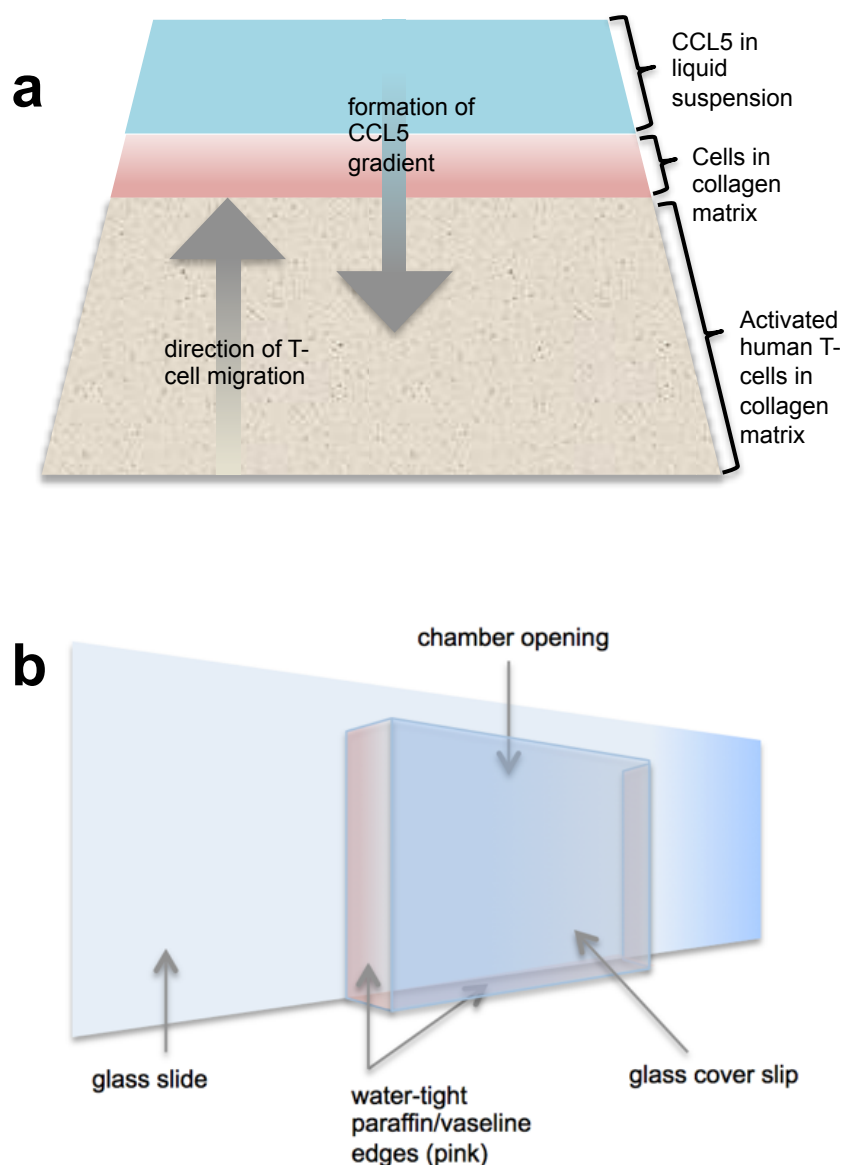 a
CCL5 in
liquid
suspension
formation of
CCL5
gradient
Cells in
collagen
matrix
direction of T-
cell migration
Activated
human T-
cells in
collagen
matrix
b
chamber opening
glass slide
water-tight
paraffin/vaseline
edges (pink)
glass cover slip